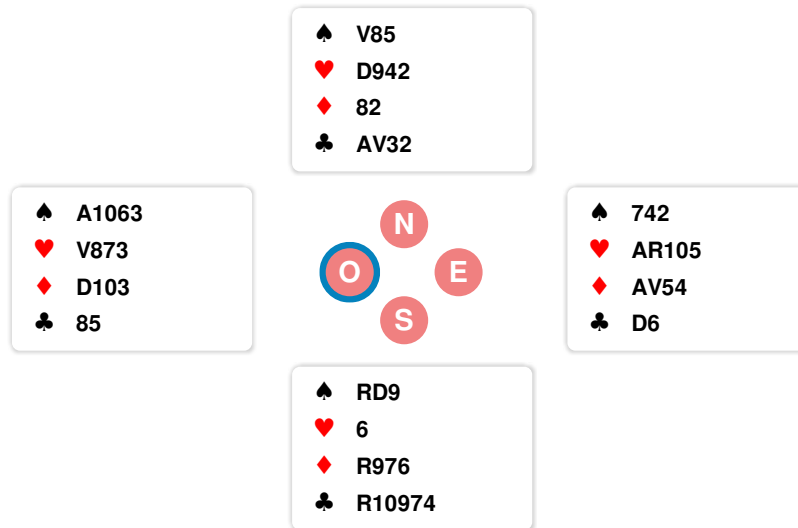 ♠ V85
♥ D942
♦ 82
♣ AV32
♠ A1063
♥ V873
♦ D103
♣ 85
N
O E
S
♠ 742
♥ AR105
♦ AV54
♣ D6
♠ RD9
♥ 6
♦ R976
♣ R10974